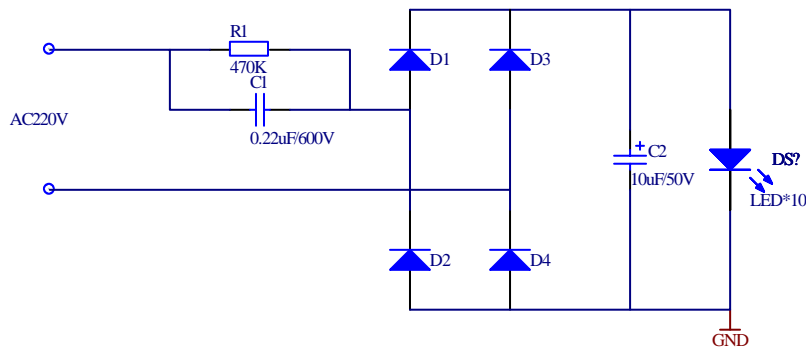 R1
470K
C1
0.22uF/600V
AC220V
D1
D3
D2
D4
+
C2
10uF/50V
DS?
LED*10
GND